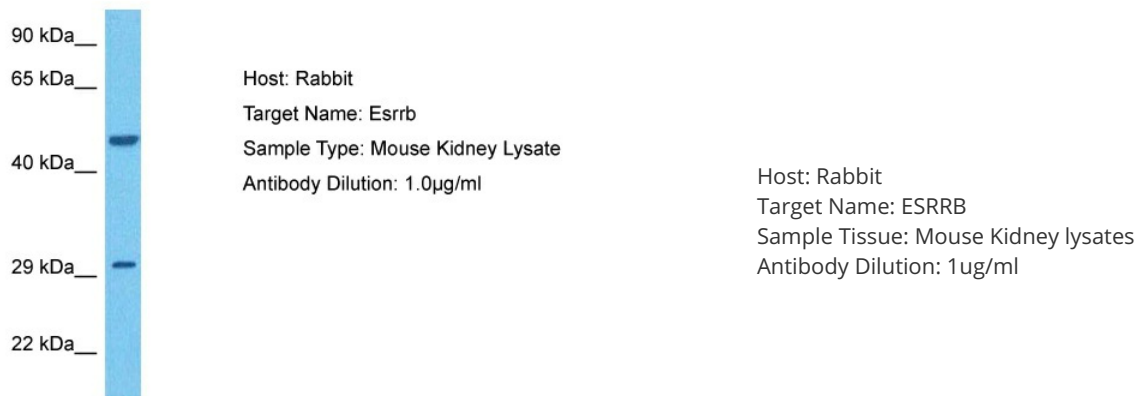 90 kDa__
65 kDa__
40 kDa__
29 kDa__
22 kDa__
Host: Rabbit
Target Name: Esrrb
Sample Type: Mouse Kidney Lysate
Antibody Dilution: 1.0µg/ml
Host: Rabbit
Target Name: ESRRB
Sample Tissue: Mouse Kidney lysates
Antibody Dilution: 1ug/ml